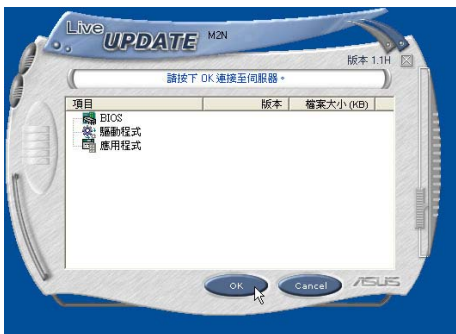 Live UPDATE M2N
版本 1.1H
請按下 OK 連接至伺服器。
項目 版本 檔案大小 (KB)
BIOS
驅動程式
應用程式
OK Cancel ASUS